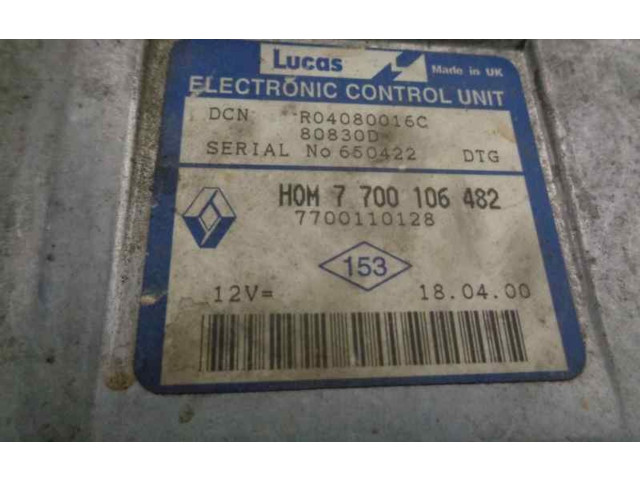 Lucas
Made in UK
ELECTRONIC CONTROL UNIT
DCN R04080016C
80830D
SERIAL No 650422 DTG
HOM 7 700 106 482
7700110128
153
12V= 18.04.00